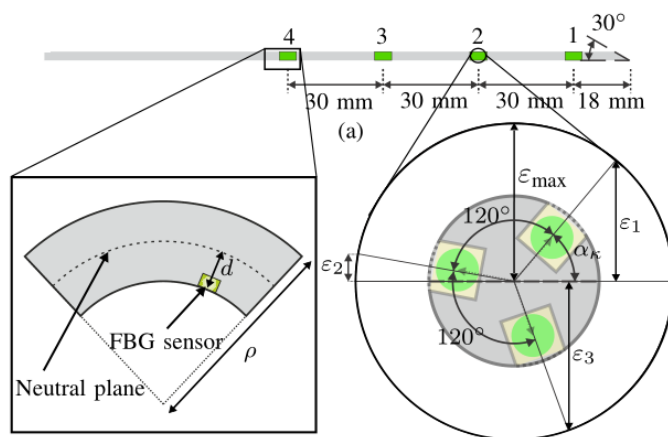 30°
4 3 2 1
30 mm 30 mm 30 mm 18 mm
(a)
ε_max
120°
ε_1
α_κ
ε_2
d
120°
FBG sensor
ρ
ε_3
Neutral plane